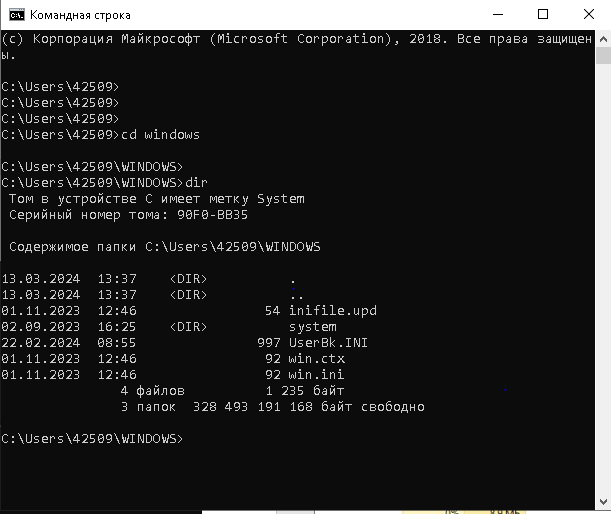 Командная строка
(c) Корпорация Майкрософт (Microsoft Corporation), 2018. Все права защищен
ы.
C:\Users\42509>
C:\Users\42509>
C:\Users\42509>
C:\Users\42509>cd windows
C:\Users\42509\WINDOWS>
C:\Users\42509\WINDOWS>dir
Том в устройстве C имеет метку System
Серийный номер тома: 90F0-BB35
Содержимое папки C:\Users\42509\WINDOWS
13.03.2024  13:37    <DIR>          .
13.03.2024  13:37    <DIR>          ..
01.11.2023  12:46                54 inifile.upd
02.09.2023  16:25    <DIR>          system
22.02.2024  08:55               997 UserBk.INI
01.11.2023  12:46                92 win.ctx
01.11.2023  12:46                92 win.ini
4 файлов          1 235 байт
3 папок  328 493 191 168 байт свободно
C:\Users\42509\WINDOWS>